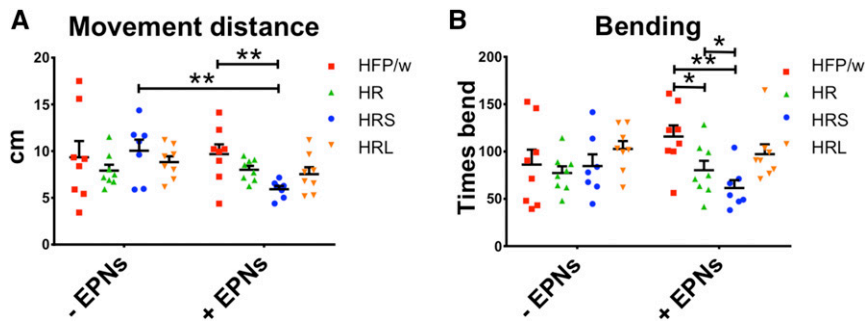 A Movement distance
20
15
10
5
0
cm
**
**
- EPNs
+ EPNs
HFP/w
HR
HRS
HRL
B Bending
200
150
100
50
0
Times bend
*
**
*
- EPNs
+ EPNs
HFP/w
HR
HRS
HRL